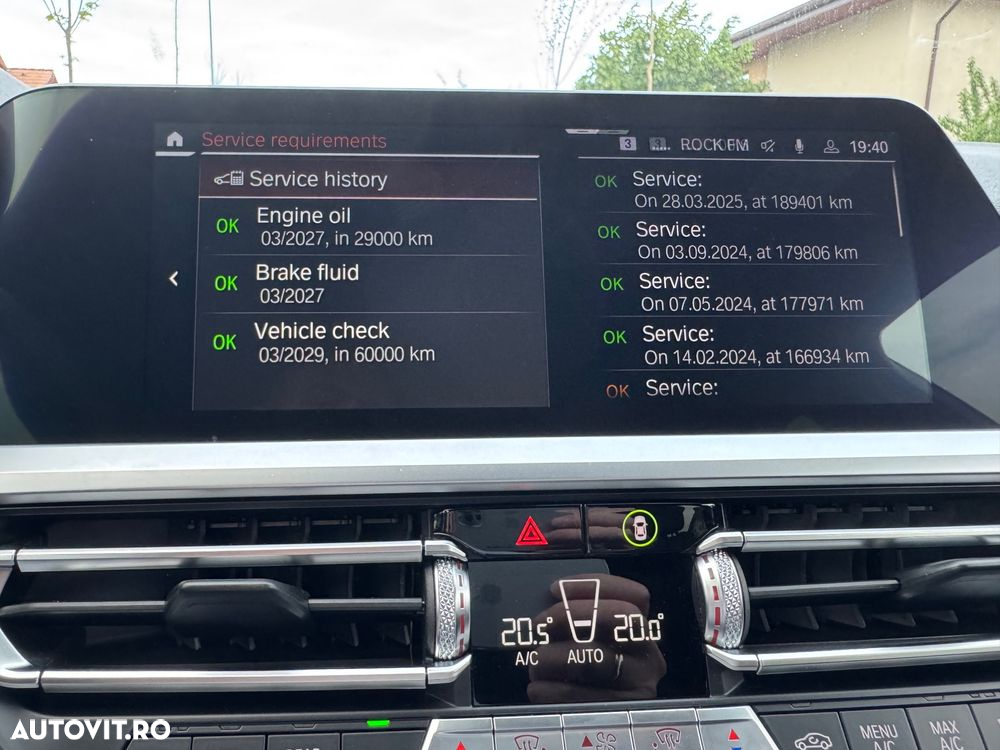 Service requirements
3
ROCK FM
19:40
Service history
OK Engine oil
03/2027, in 29000 km
OK Brake fluid
03/2027
OK Vehicle check
03/2029, in 60000 km
OK Service:
On 28.03.2025, at 189401 km
OK Service:
On 03.09.2024, at 179806 km
OK Service:
On 07.05.2024, at 177971 km
OK Service:
On 14.02.2024, at 166934 km
OK Service:
20.5° 20.0°
A/C AUTO
MENU
A/C
MAX
A/C
AUTOVIT.RO